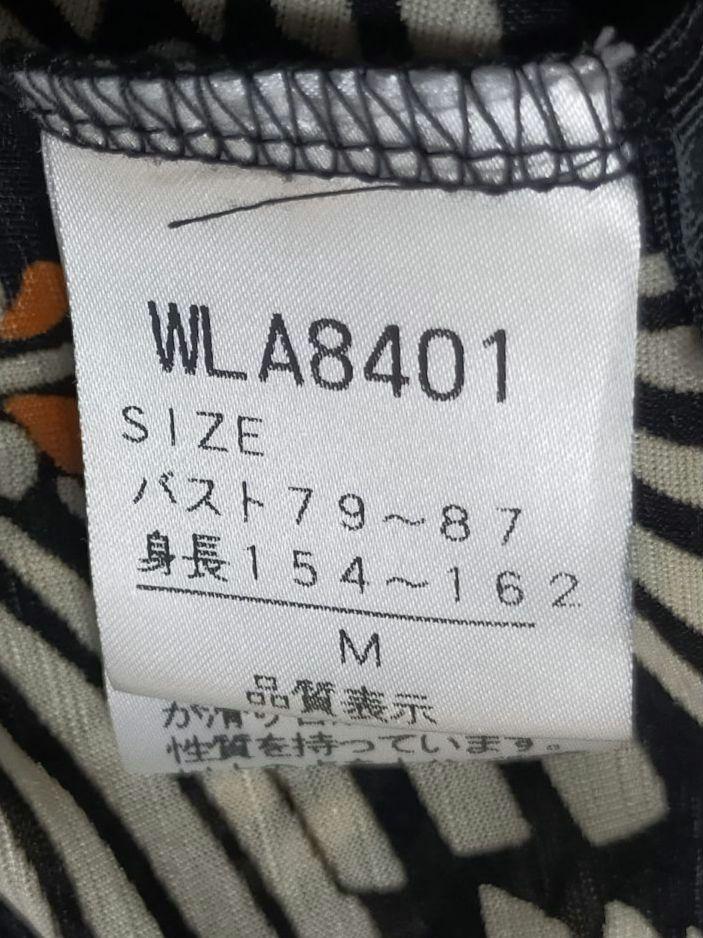 WLA8401
SIZE
バスト79～87
身長154～162
M
品質表示
性質を持っています。